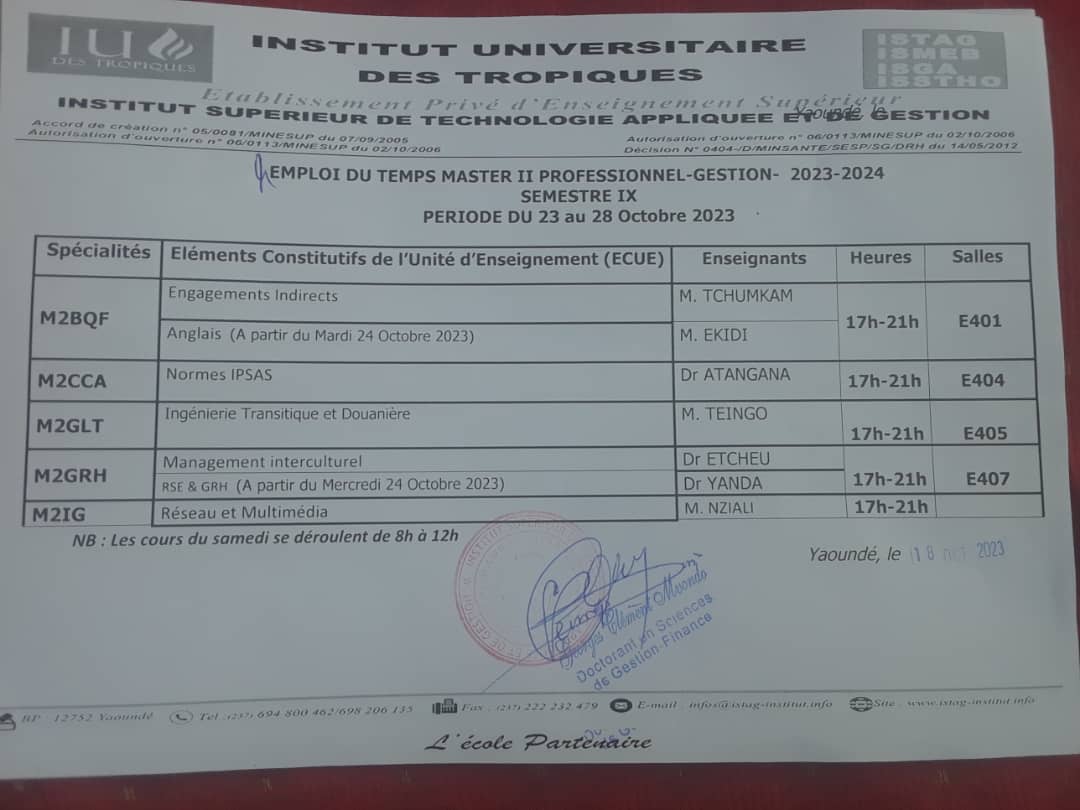 IU
DES TROPIQUES
INSTITUT UNIVERSITAIRE
DES TROPIQUES
ISTAG
ISMEB
ISGA
ISSTHO
Etablissement Privé d'Enseignement Supérieur
Yaoundé, le
INSTITUT SUPERIEUR DE TECHNOLOGIE APPLIQUEE ET DE GESTION
Accord de création n° 05/0081/MINESUP du 07/09/2005
Autorisation d'ouverture n° 06/0113/MINESUP du 02/10/2006
Autorisation d'ouverture n° 06/0113/MINESUP du 02/10/2006
Décision N° 0404-/D/MINSANTE/SESP/SG/DRH du 14/05/2012
EMPLOI DU TEMPS MASTER II PROFESSIONNEL-GESTION- 2023-2024
SEMESTRE IX
PERIODE DU 23 au 28 Octobre 2023
Spécialités Eléments Constitutifs de l'Unité d'Enseignement (ECUE) Enseignants Heures Salles
M2BQF Engagements Indirects M. TCHUMKAM 17h-21h E401
Anglais (A partir du Mardi 24 Octobre 2023) M. EKIDI
M2CCA Normes IPSAS Dr ATANGANA 17h-21h E404
M2GLT Ingénierie Transitique et Douanière M. TEINGO 17h-21h E405
M2GRH Management interculturel Dr ETCHEU 17h-21h E407
RSE & GRH (A partir du Mercredi 24 Octobre 2023) Dr YANDA
M2IG Réseau et Multimédia M. NZIALI 17h-21h
NB : Les cours du samedi se déroulent de 8h à 12h
Yaoundé, le 18 OCT 2023
Georges Clément Mvondo
Doctorant en Sciences
de Gestion-Finance
BP : 12752 Yaoundé Tel .(237) 694 800 462/698 206 135 Fax . (237) 222 232 479 E-mail . info@istag-institut.info Site . www.istag-institut.info
L'école Partenaire